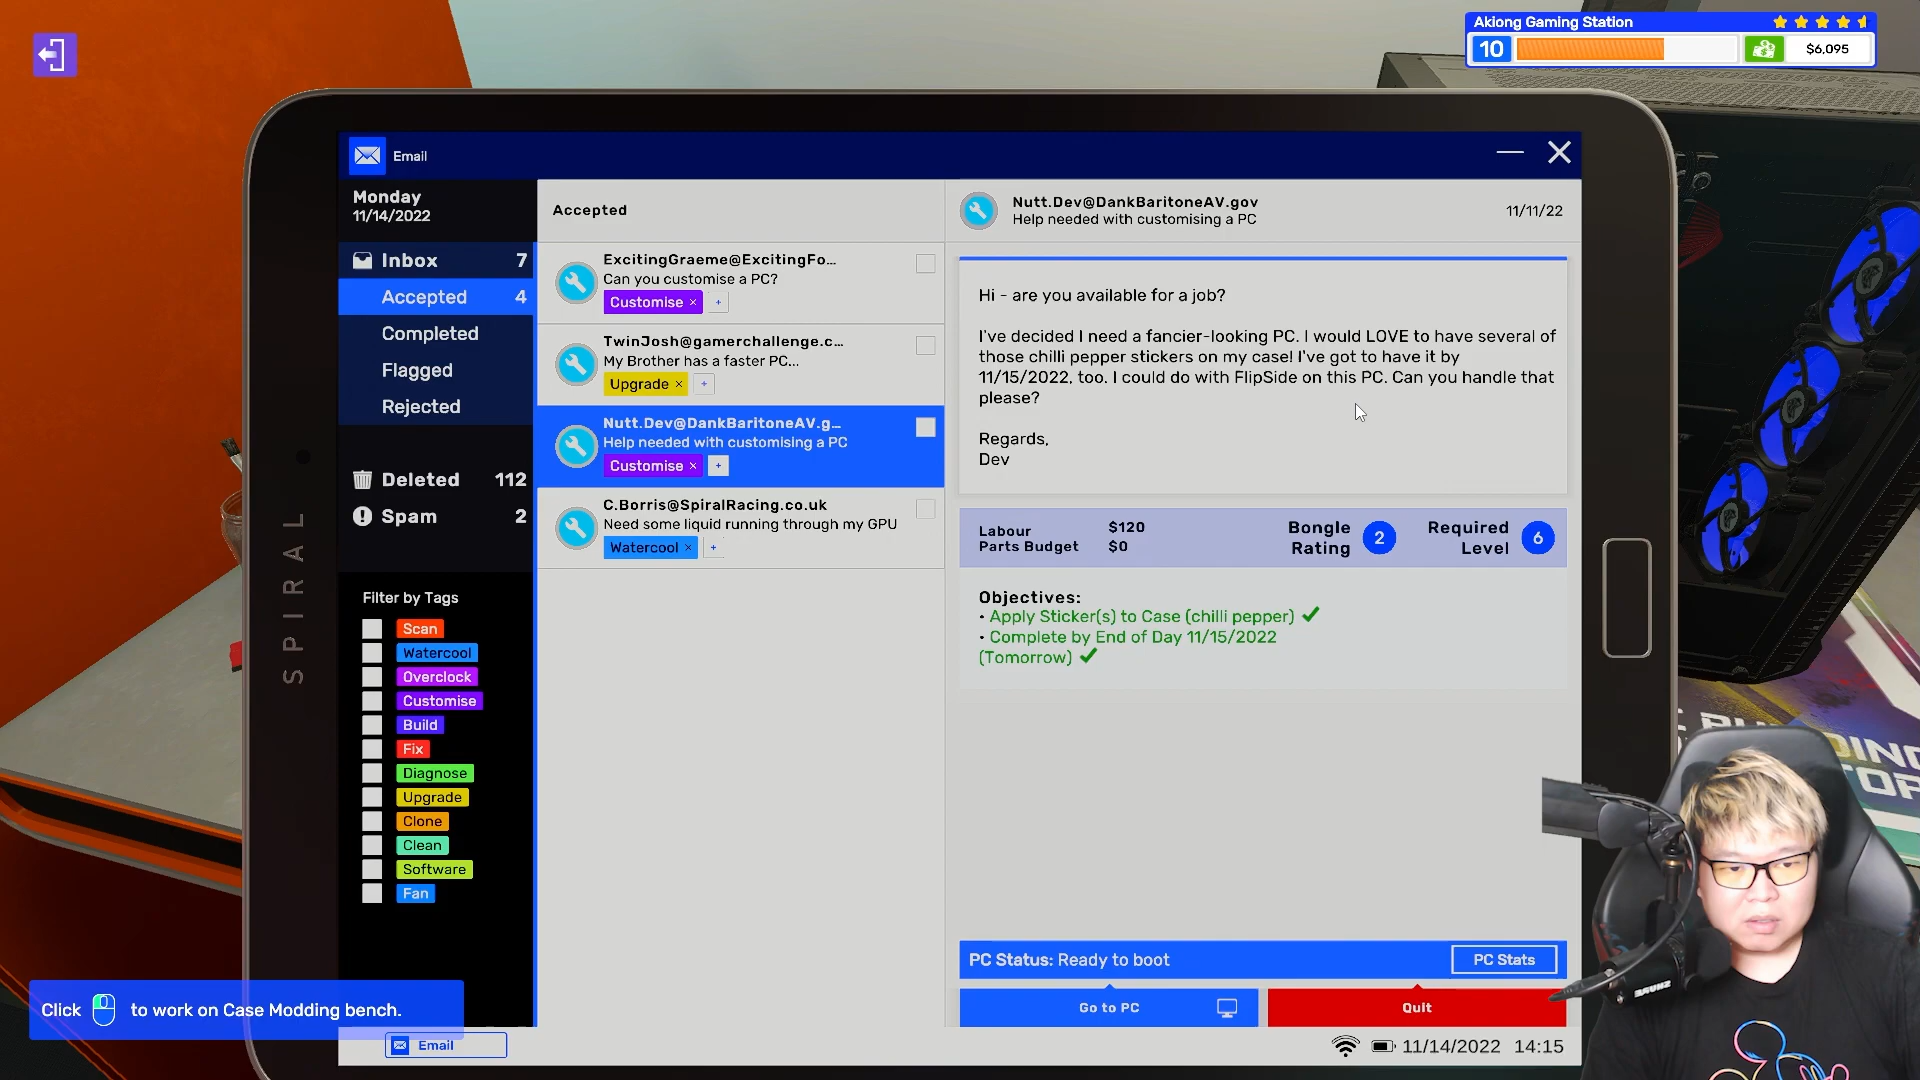 Akiong Gaming Station
10
$6,095
Email
Monday
11/14/2022
Inbox 7
Accepted 4
Completed
Flagged
Rejected
Deleted 112
Spam 2
Filter by Tags
Scan
Watercool
Overclock
Customise
Build
Fix
Diagnose
Upgrade
Clone
Clean
Software
Fan
Accepted
ExcitingGraeme@ExcitingFo...
Can you customise a PC?
Customise × +
TwinJosh@gamerchallenge.c...
My Brother has a faster PC...
Upgrade × +
Nutt.Dev@DankBaritoneAV.g...
Help needed with customising a PC
Customise × +
C.Borris@SpiralRacing.co.uk
Need some liquid running through my GPU
Watercool × +
Nutt.Dev@DankBaritoneAV.gov
Help needed with customising a PC
11/11/22
Hi - are you available for a job?
I've decided I need a fancier-looking PC. I would LOVE to have several of
those chilli pepper stickers on my case! I've got to have it by
11/15/2022, too. I could do with FlipSide on this PC. Can you handle that
please?
Regards,
Dev
Labour $120
Parts Budget $0
Bongle
Rating 2
Required
Level 6
Objectives:
• Apply Sticker(s) to Case (chilli pepper)
• Complete by End of Day 11/15/2022
(Tomorrow)
PC Status: Ready to boot
PC Stats
Go to PC
Quit
Click to work on Case Modding bench.
Email
11/14/2022 14:15
SPIRAL